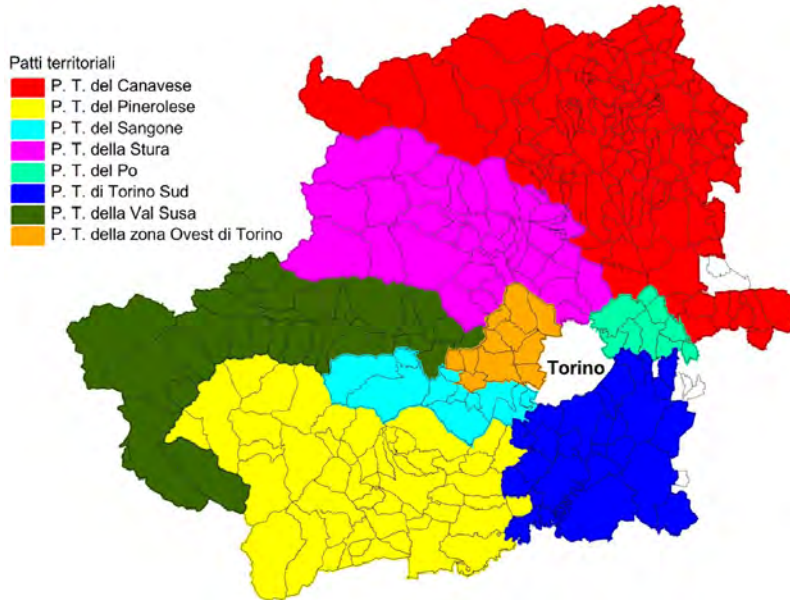 Patti territoriali
P. T. del Canavese
P. T. del Pinerolese
P. T. del Sangone
P. T. della Stura
P. T. del Po
P. T. di Torino Sud
P. T. della Val Susa
P. T. della zona Ovest di Torino
Torino